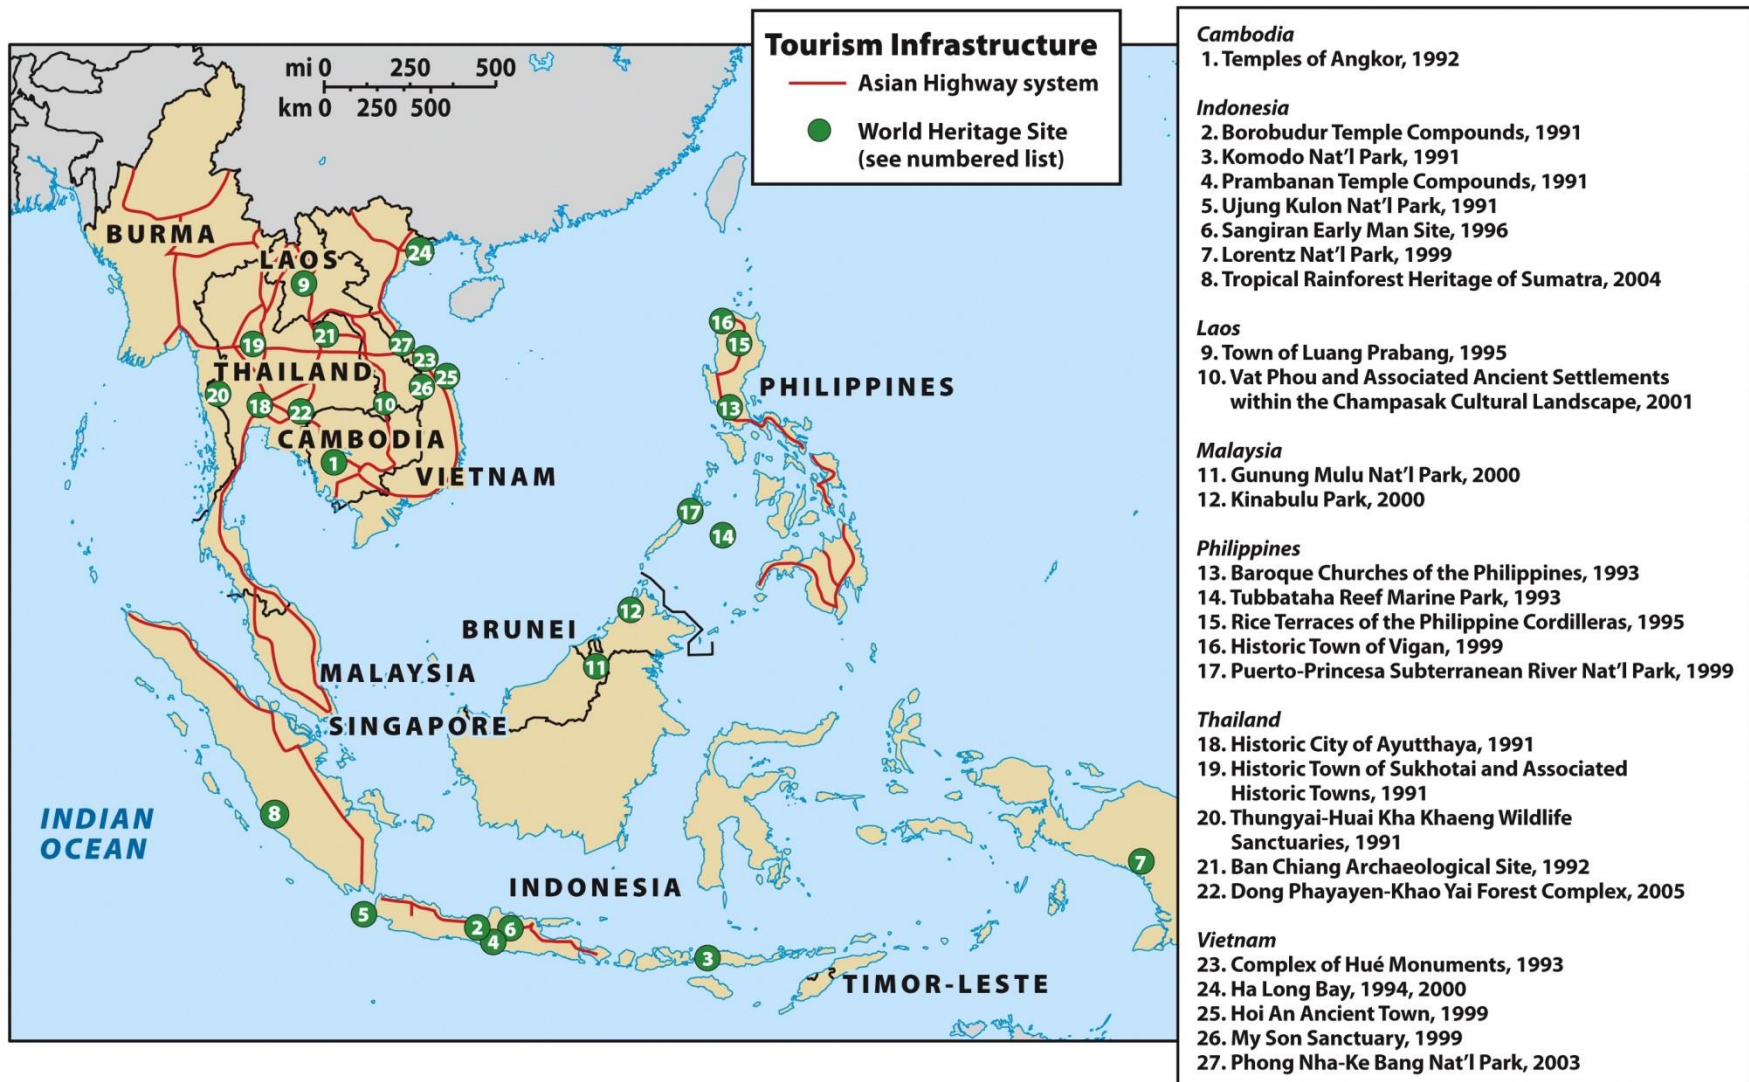 Tourism Infrastructure
Asian Highway system
World Heritage Site
(see numbered list)
mi 0 250 500
km 0 250 500
BURMA
LAOS
24
9
21
19
27
23
THAILAND
25
20
26
18
22
10
CAMBODIA
1
VIETNAM
16
15
PHILIPPINES
13
17
14
12
BRUNEI
11
MALAYSIA
SINGAPORE
8
INDIAN
OCEAN
7
INDONESIA
5
2
6
4
3
TIMOR-LESTE
Cambodia
1. Temples of Angkor, 1992
Indonesia
2. Borobudur Temple Compounds, 1991
3. Komodo Nat'l Park, 1991
4. Prambanan Temple Compounds, 1991
5. Ujung Kulon Nat'l Park, 1991
6. Sangiran Early Man Site, 1996
7. Lorentz Nat'l Park, 1999
8. Tropical Rainforest Heritage of Sumatra, 2004
Laos
9. Town of Luang Prabang, 1995
10. Vat Phou and Associated Ancient Settlements
within the Champasak Cultural Landscape, 2001
Malaysia
11. Gunung Mulu Nat'l Park, 2000
12. Kinabulu Park, 2000
Philippines
13. Baroque Churches of the Philippines, 1993
14. Tubbataha Reef Marine Park, 1993
15. Rice Terraces of the Philippine Cordilleras, 1995
16. Historic Town of Vigan, 1999
17. Puerto-Princesa Subterranean River Nat'l Park, 1999
Thailand
18. Historic City of Ayutthaya, 1991
19. Historic Town of Sukhotai and Associated
Historic Towns, 1991
20. Thungyai-Huai Kha Khaeng Wildlife
Sanctuaries, 1991
21. Ban Chiang Archaeological Site, 1992
22. Dong Phayayen-Khao Yai Forest Complex, 2005
Vietnam
23. Complex of Hué Monuments, 1993
24. Ha Long Bay, 1994, 2000
25. Hoi An Ancient Town, 1999
26. My Son Sanctuary, 1999
27. Phong Nha-Ke Bang Nat'l Park, 2003